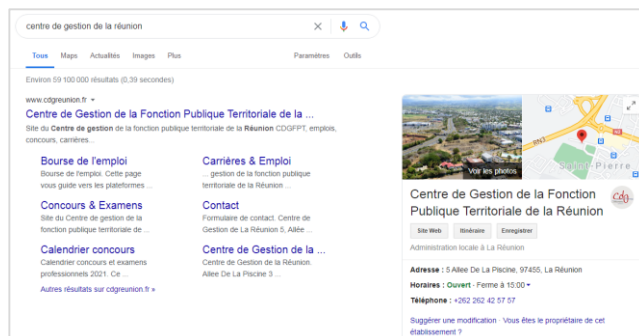 centre de gestion de la réunion
Tous Maps Actualités Images Plus Paramètres Outils
Environ 59 100 000 résultats (0,39 secondes)
www.cdgreunion.fr
Centre de Gestion de la Fonction Publique Territoriale de la ...
Site du Centre de gestion de la fonction publique territoriale de la Réunion CDGFPT, emplois,
concours, carrières...
Bourse de l'emploi
Bourse de l'emploi. Cette page
vous guide vers les plateformes ...
Carrières & Emploi
... gestion de la fonction publique
territoriale de la Réunion ...
Concours & Examens
Site du Centre de gestion de la
fonction publique territoriale de ...
Contact
Formulaire de contact. Centre de
Gestion de La Réunion 5, Allée ...
Calendrier concours
Calendrier concours et examens
professionnels 2021. Ce ...
Centre de Gestion de la ...
Centre de Gestion de la Réunion.
Allee De La Piscine 3 ...
Autres résultats sur cdgreunion.fr »
Voir les photos
RN3
Saint-Pierre
Centre de Gestion de la Fonction
Publique Territoriale de la Réunion
cdg
Site Web Itinéraire Enregistrer
Administration locale à La Réunion
Adresse : 5 Allee De La Piscine, 97455, La Réunion
Horaires : Ouvert - Ferme à 15:00
Téléphone : +262 262 42 57 57
Suggérer une modification - Vous êtes le propriétaire de cet
établissement ?